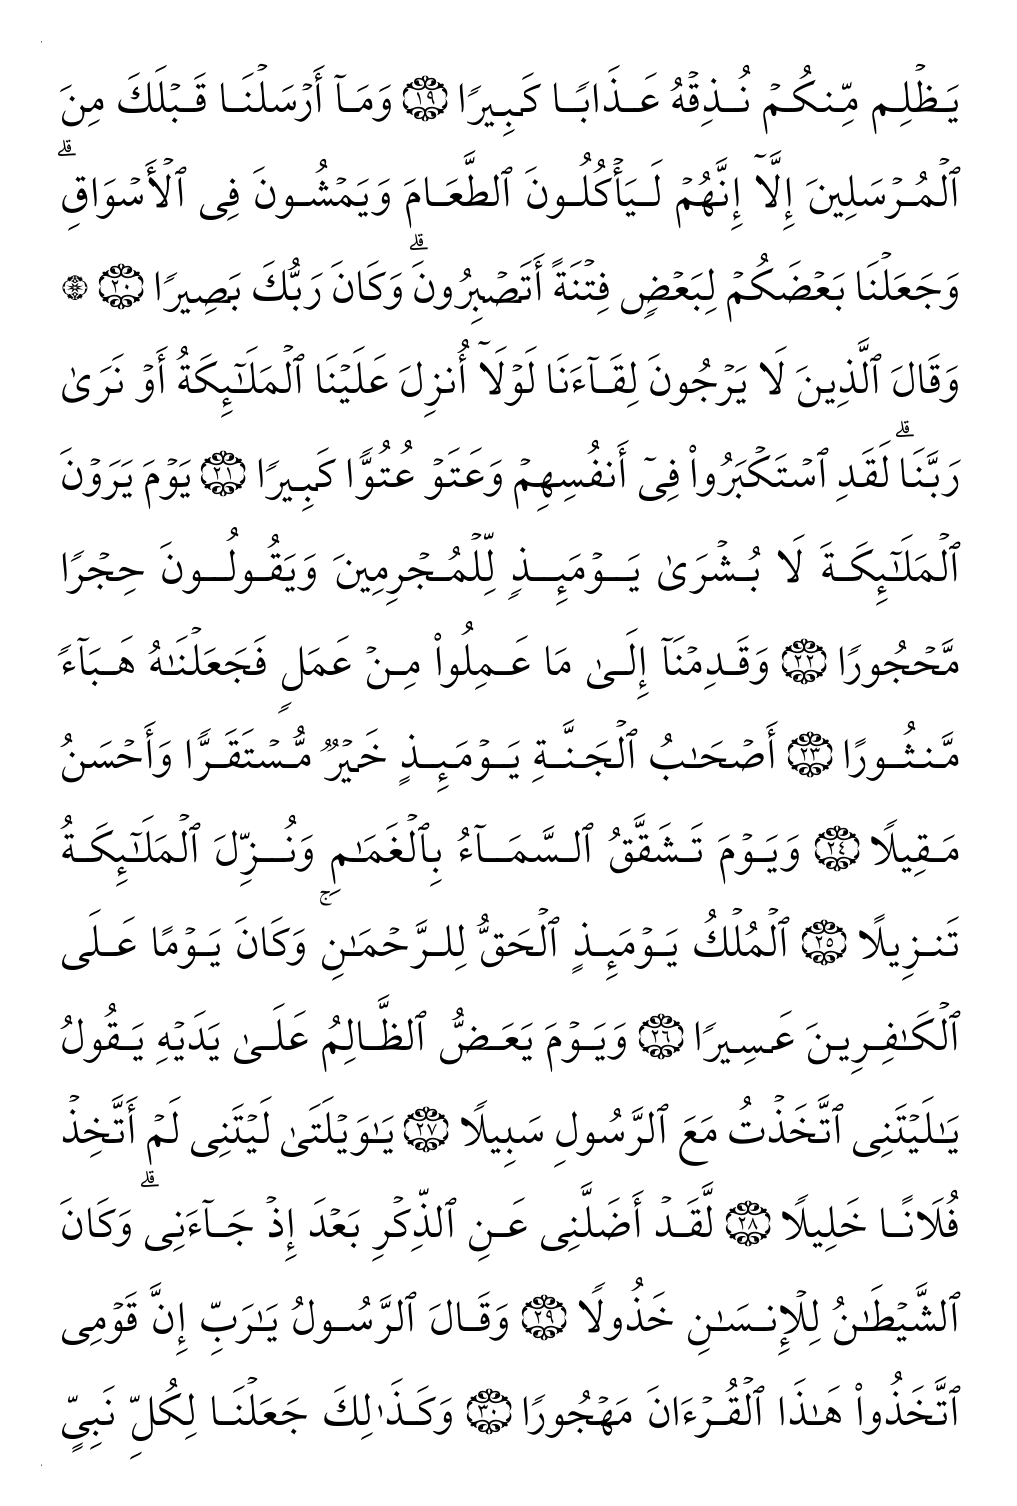 يَظْلِم مِّنكُمْ نُذِقْهُ عَذَابًا كَبِيرًا ١٩ وَمَآ أَرْسَلْنَا قَبْلَكَ مِنَ
ٱلْمُرْسَلِينَ إِلَّآ إِنَّهُمْ لَيَأْكُلُونَ ٱلطَّعَامَ وَيَمْشُونَ فِى ٱلْأَسْوَاقِ ۗ
وَجَعَلْنَا بَعْضَكُمْ لِبَعْضٍ فِتْنَةً أَتَصْبِرُونَ ۗ وَكَانَ رَبُّكَ بَصِيرًا ٢٠ ۞
وَقَالَ ٱلَّذِينَ لَا يَرْجُونَ لِقَآءَنَا لَوْلَآ أُنزِلَ عَلَيْنَا ٱلْمَلَٰٓئِكَةُ أَوْ نَرَىٰ
رَبَّنَا ۗ لَقَدِ ٱسْتَكْبَرُوا۟ فِىٓ أَنفُسِهِمْ وَعَتَوْ عُتُوًّا كَبِيرًا ٢١ يَوْمَ يَرَوْنَ
ٱلْمَلَٰٓئِكَةَ لَا بُشْرَىٰ يَوْمَئِذٍ لِّلْمُجْرِمِينَ وَيَقُولُونَ حِجْرًا
مَّحْجُورًا ٢٢ وَقَدِمْنَآ إِلَىٰ مَا عَمِلُوا۟ مِنْ عَمَلٍ فَجَعَلْنَٰهُ هَبَآءً
مَّنثُورًا ٢٣ أَصْحَٰبُ ٱلْجَنَّةِ يَوْمَئِذٍ خَيْرٌ مُّسْتَقَرًّا وَأَحْسَنُ
مَقِيلًا ٢٤ وَيَوْمَ تَشَقَّقُ ٱلسَّمَآءُ بِٱلْغَمَٰمِ وَنُزِّلَ ٱلْمَلَٰٓئِكَةُ
تَنزِيلًا ٢٥ ٱلْمُلْكُ يَوْمَئِذٍ ٱلْحَقُّ لِلرَّحْمَٰنِ ۚ وَكَانَ يَوْمًا عَلَى
ٱلْكَٰفِرِينَ عَسِيرًا ٢٦ وَيَوْمَ يَعَضُّ ٱلظَّالِمُ عَلَىٰ يَدَيْهِ يَقُولُ
يَٰلَيْتَنِى ٱتَّخَذْتُ مَعَ ٱلرَّسُولِ سَبِيلًا ٢٧ يَٰوَيْلَتَىٰ لَيْتَنِى لَمْ أَتَّخِذْ
فُلَانًا خَلِيلًا ٢٨ لَّقَدْ أَضَلَّنِى عَنِ ٱلذِّكْرِ بَعْدَ إِذْ جَآءَنِى ۗ وَكَانَ
ٱلشَّيْطَٰنُ لِلْإِنسَٰنِ خَذُولًا ٢٩ وَقَالَ ٱلرَّسُولُ يَٰرَبِّ إِنَّ قَوْمِى
ٱتَّخَذُوا۟ هَٰذَا ٱلْقُرْءَانَ مَهْجُورًا ٣٠ وَكَذَٰلِكَ جَعَلْنَا لِكُلِّ نَبِىٍّ